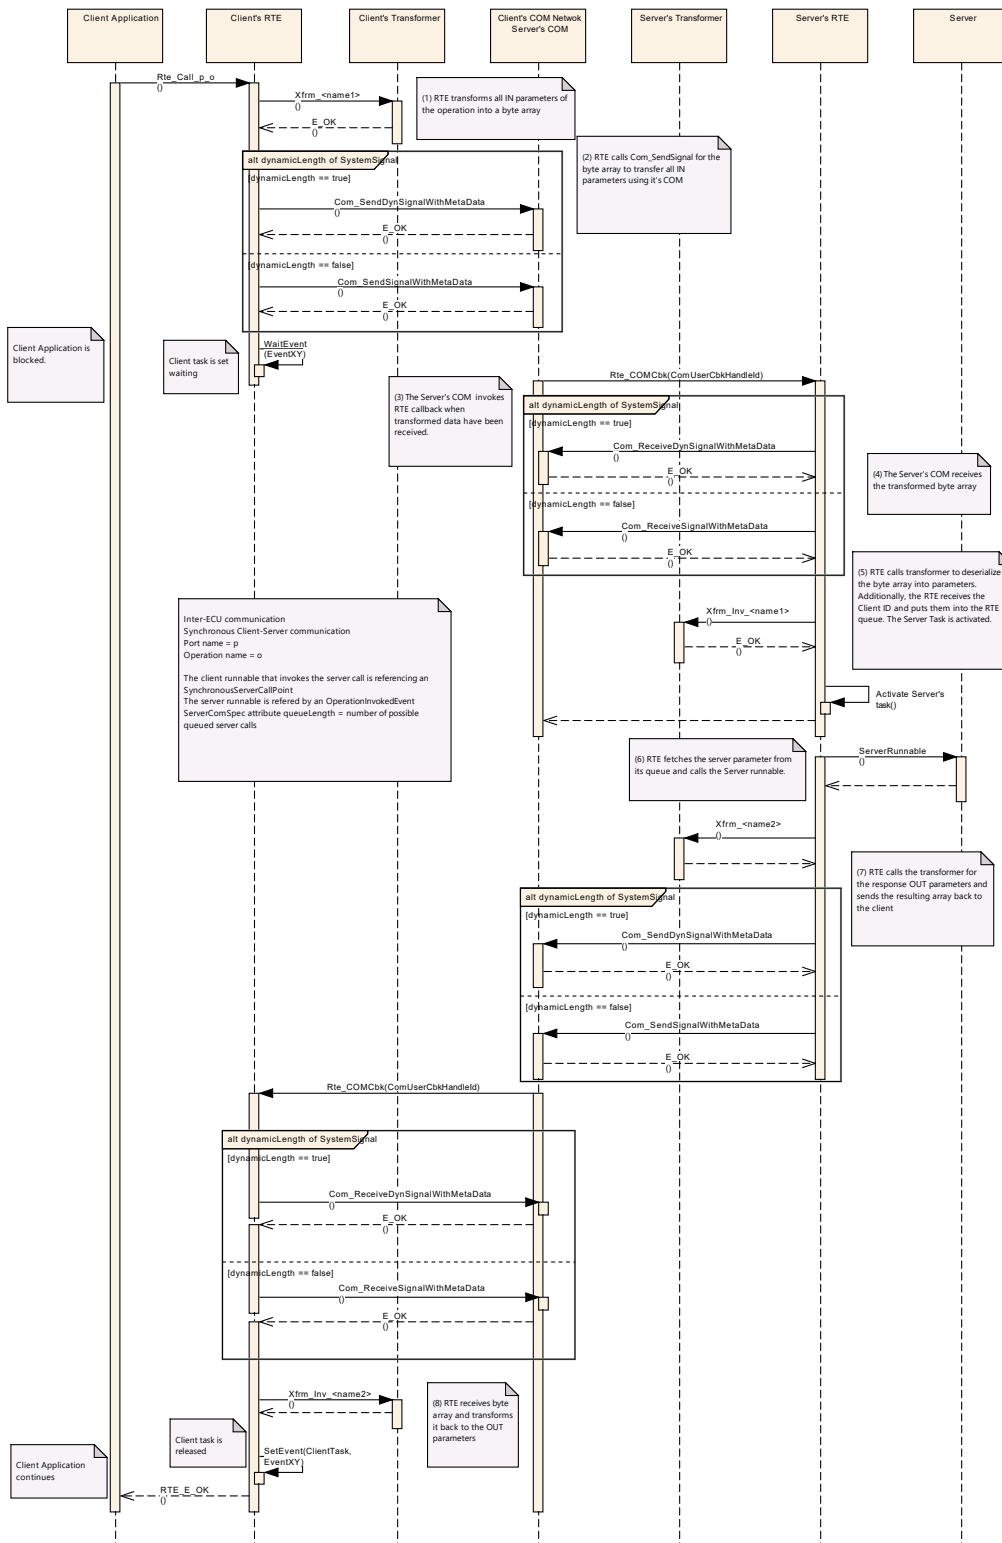 Client Application
Client's RTE
Client's Transformer
Client's COM Netwok
Server's COM
Server's Transformer
Server's RTE
Server
Rte_Call_p_o
()
Xfrm_<name1>
()
(1) RTE transforms all IN parameters of
the operation into a byte array
E_OK
()
(2) RTE calls Com_SendSignal for the
byte array to transfer all IN
parameters using it's COM
alt dynamicLength of SystemSignal
[dynamicLength == true]
Com_SendDynSignalWithMetaData
()
E_OK
()
[dynamicLength == false]
Com_SendSignalWithMetaData
()
E_OK
()
Client Application is
blocked.
Client task is set
waiting
WaitEvent
(EventXY)
Rte_COMCbk(ComUserCbkHandleId)
(3) The Server's COM invokes
RTE callback when
transformed data have been
received.
alt dynamicLength of SystemSignal
[dynamicLength == true]
Com_ReceiveDynSignalWithMetaData
()
E_OK
()
(4) The Server's COM receives
the transformed byte array
[dynamicLength == false]
Com_ReceiveSignalWithMetaData
()
E_OK
()
(5) RTE calls transformer to deserialize
the byte array into parameters.
Additionally, the RTE receives the
Client ID and puts them into the RTE
queue. The Server Task is activated.
Inter-ECU communication
Synchronous Client-Server communication
Port name = p
Operation name = o
The client runnable that invokes the server call is referencing an
SynchronousServerCallPoint
The server runnable is refered by an OperationInvokedEvent
ServerComSpec attribute queueLength = number of possible
queued server calls
Xfrm_Inv_<name1>
()
E_OK
()
Activate Server's
task()
(6) RTE fetches the server parameter from
its queue and calls the Server runnable.
ServerRunnable
()
Xfrm_<name2>
()
(7) RTE calls the transformer for
the response OUT parameters and
sends the resulting array back to
the client
alt dynamicLength of SystemSignal
[dynamicLength == true]
Com_SendDynSignalWithMetaData
()
E_OK
()
[dynamicLength == false]
Com_SendSignalWithMetaData
()
E_OK
()
Rte_COMCbk(ComUserCbkHandleId)
alt dynamicLength of SystemSignal
[dynamicLength == true]
Com_ReceiveDynSignalWithMetaData
()
E_OK
()
[dynamicLength == false]
Com_ReceiveSignalWithMetaData
()
E_OK
()
Xfrm_Inv_<name2>
()
(8) RTE receives byte
array and transforms
it back to the OUT
parameters
Client task is
released
SetEvent(ClientTask,
EventXY)
Client Application
continues
RTE_E_OK
()